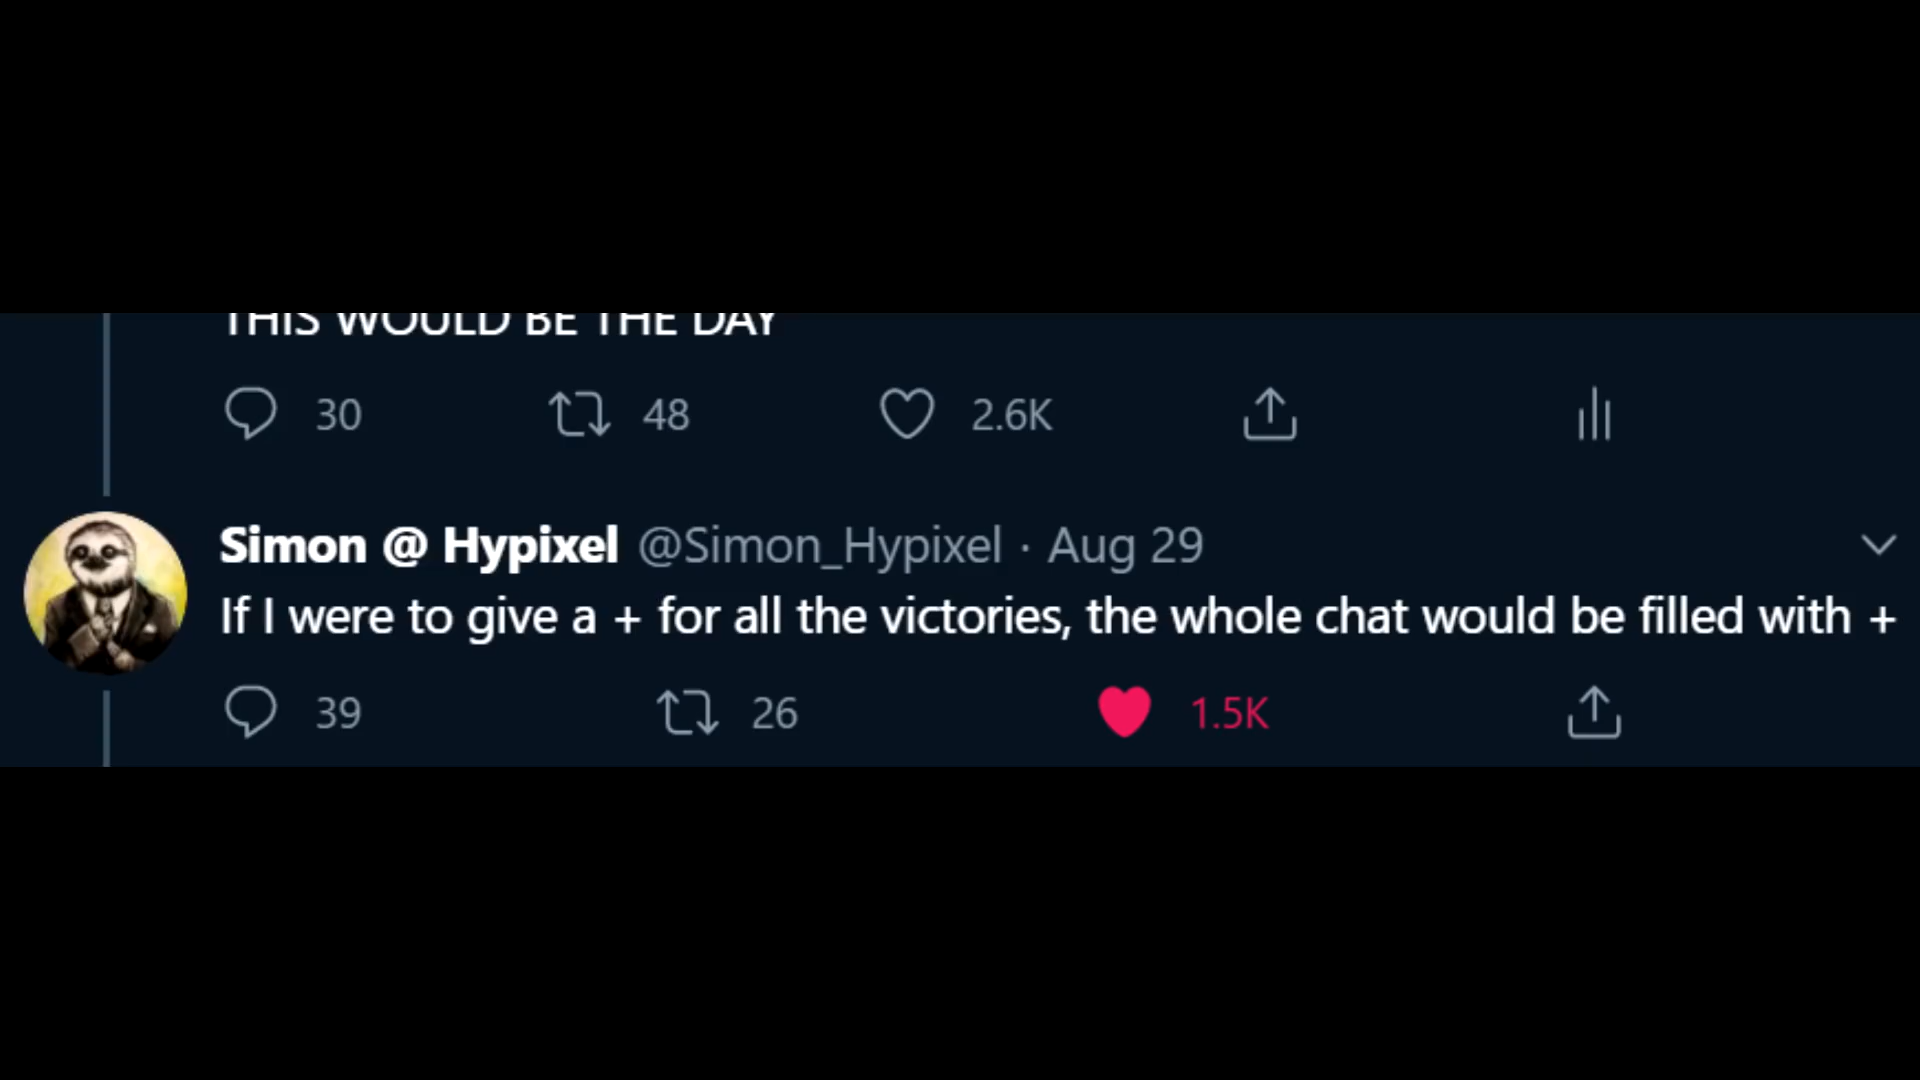 THIS WOULD BE THE DAY
30 48 2.6K
Simon @ Hypixel @Simon_Hypixel · Aug 29
If I were to give a + for all the victories, the whole chat would be filled with +
39 26 1.5K